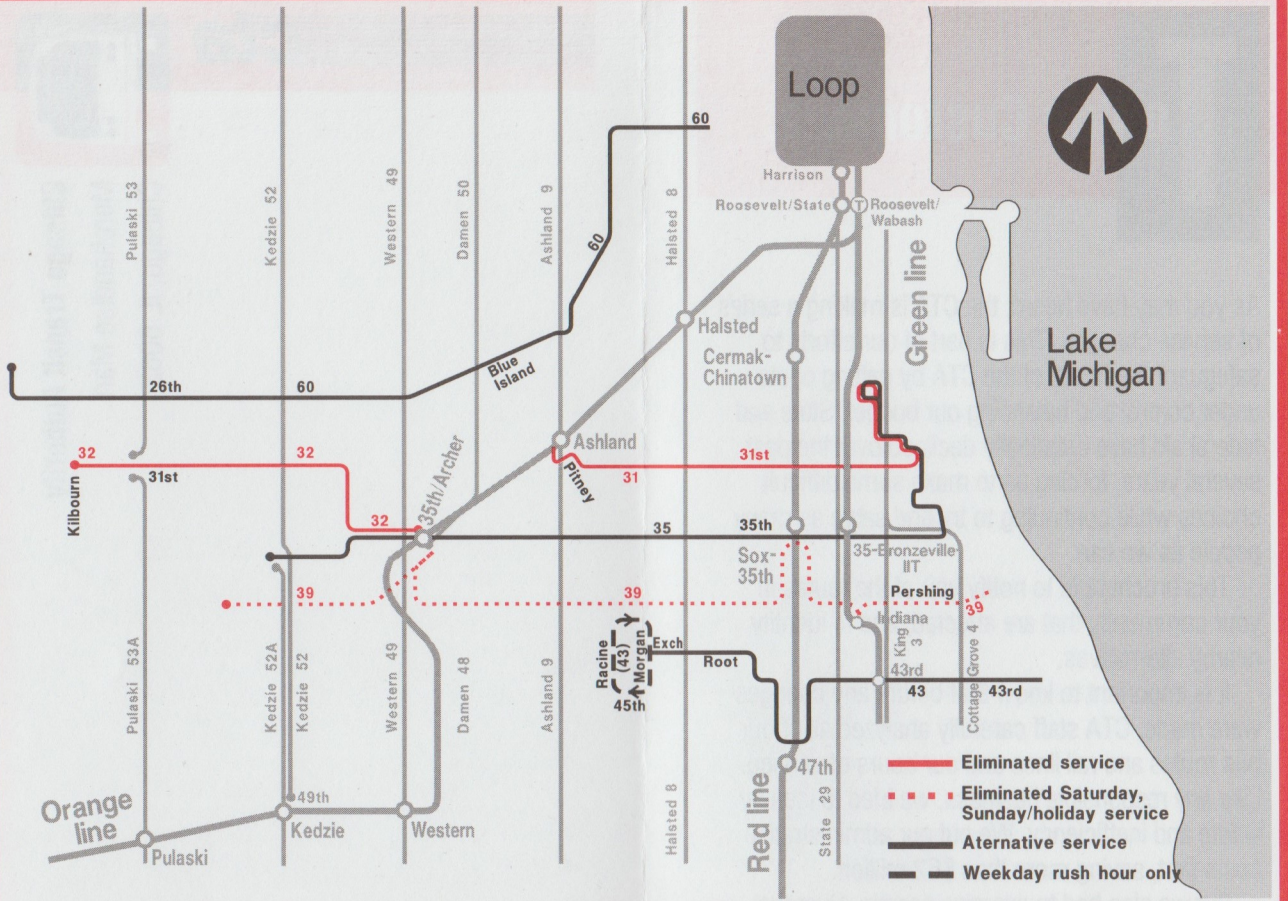 Loop
60
Harrison
Roosevelt/State
T
Roosevelt/
Wabash
Pulaski 53
Kedzie 52
Western 49
Damen 50
Ashland 9
Halsted 8
60
Green line
Halsted
Cermak-
Chinatown
Lake
Michigan
Blue
Island
26th
60
Ashland
32
32
31st
Pitney
31
31st
Kilbourn
35th/Archer
32
35
35th
Sox-
35th
35-Bronzeville-
IIT
39
39
Pershing
39
Indiana
King
3
Racine
(43)
Morgan
Exch
Root
45th
43rd
43
43rd
Cottage Grove 4
Pulaski 53A
Kedzie 52A
Kedzie 52
Western 49
Damen 48
Ashland 9
Halsted 8
47th
Red line
State 29
Orange
line
49th
Pulaski
Kedzie
Western
Eliminated service
Eliminated Saturday,
Sunday/holiday service
Aternative service
Weekday rush hour only